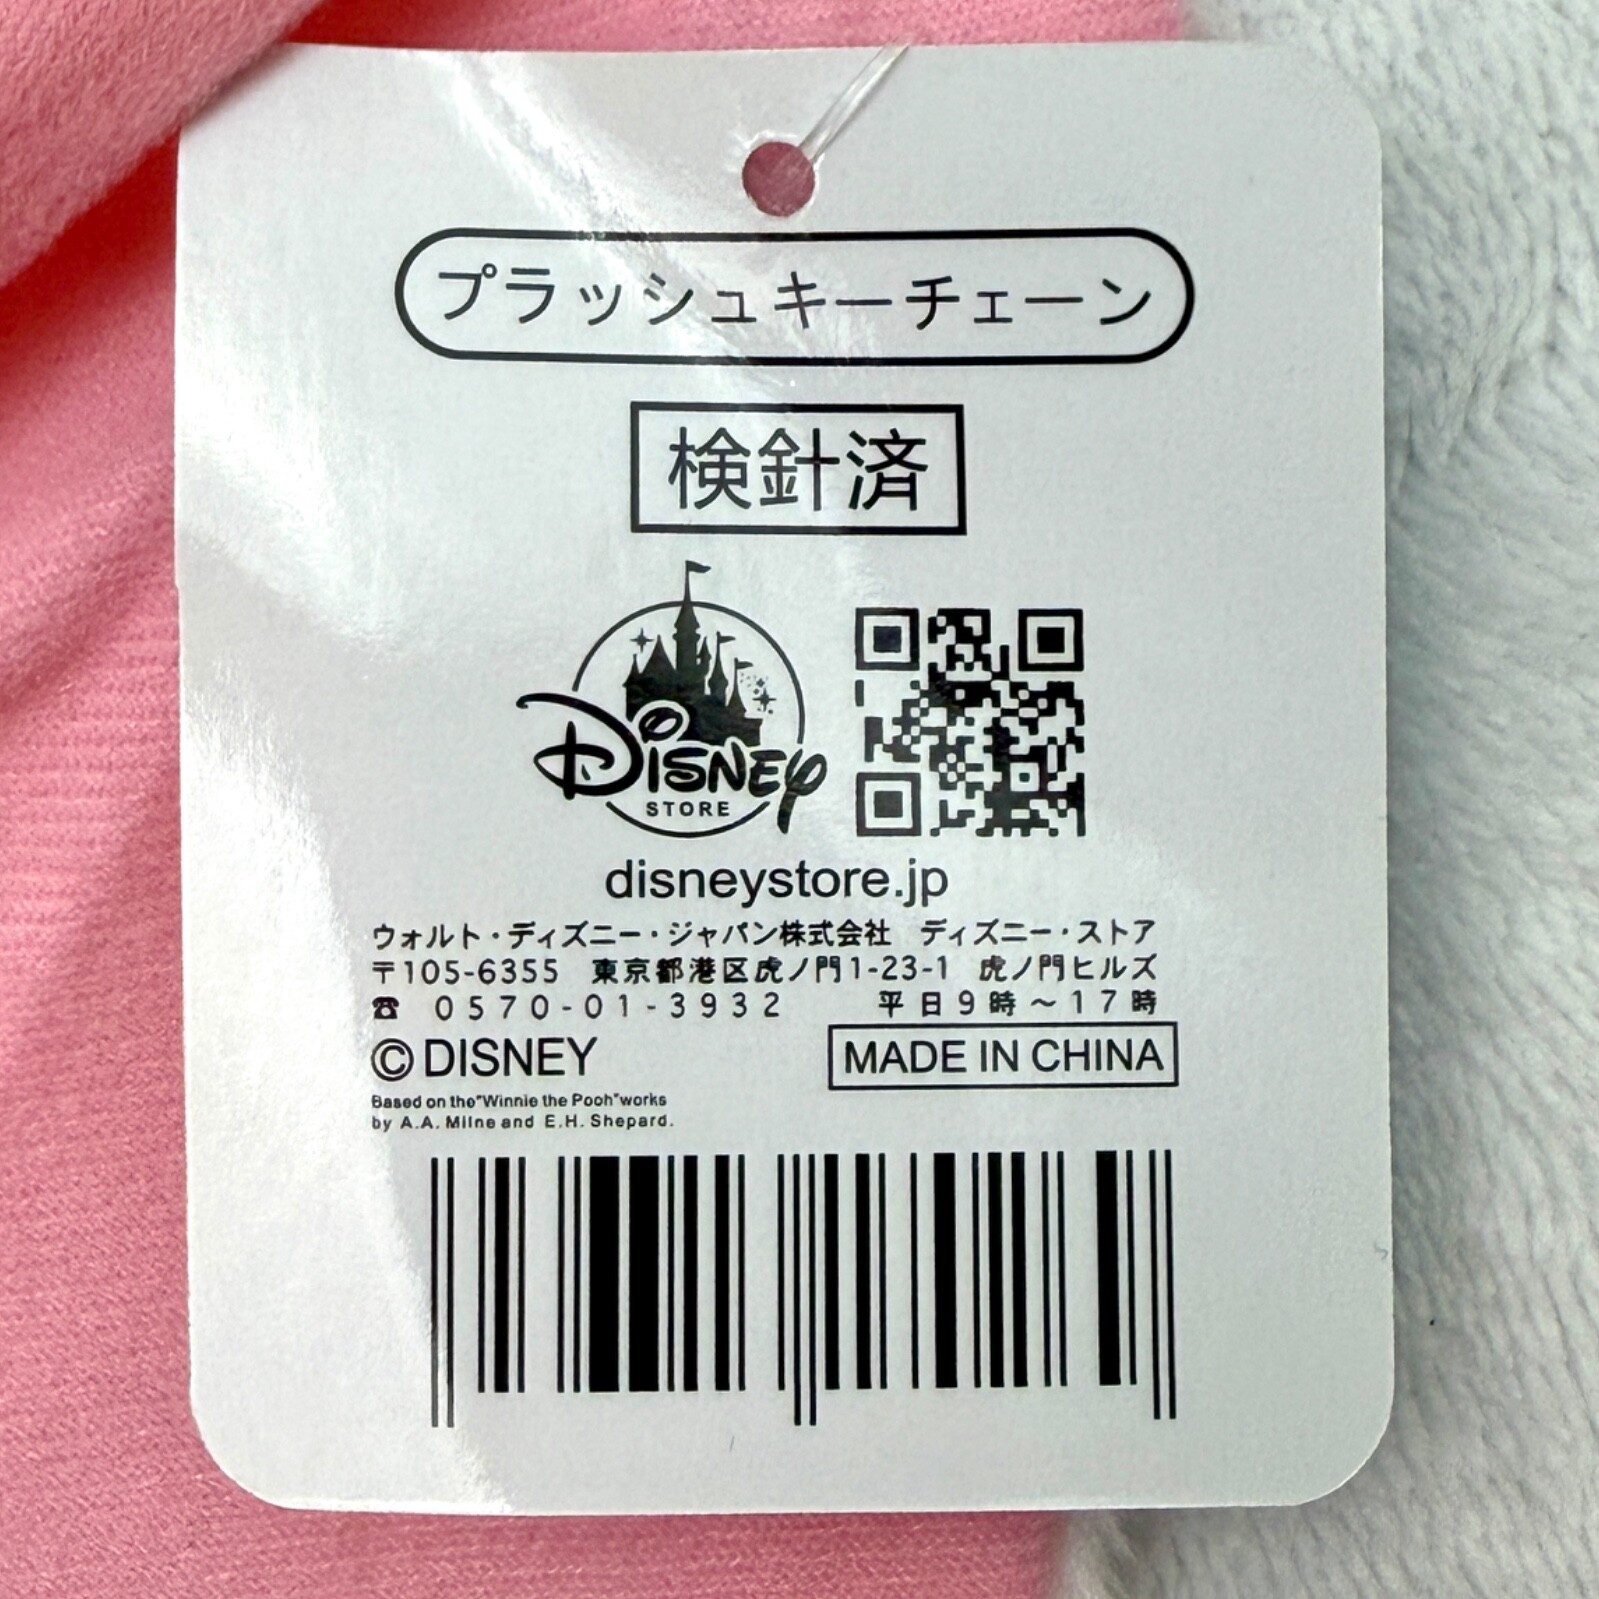 プラッシュキーチェーン
検針済
Disney
STORE
disneystore.jp
ウォルト・ディズニー・ジャパン株式会社　ディズニー・ストア
〒105-6355　東京都港区虎ノ門1-23-1　虎ノ門ヒルズ
☎ 0570-01-3932　平日9時～17時
©DISNEY
MADE IN CHINA
Based on the"Winnie the Pooh"works
by A.A. Milne and E.H. Shepard.